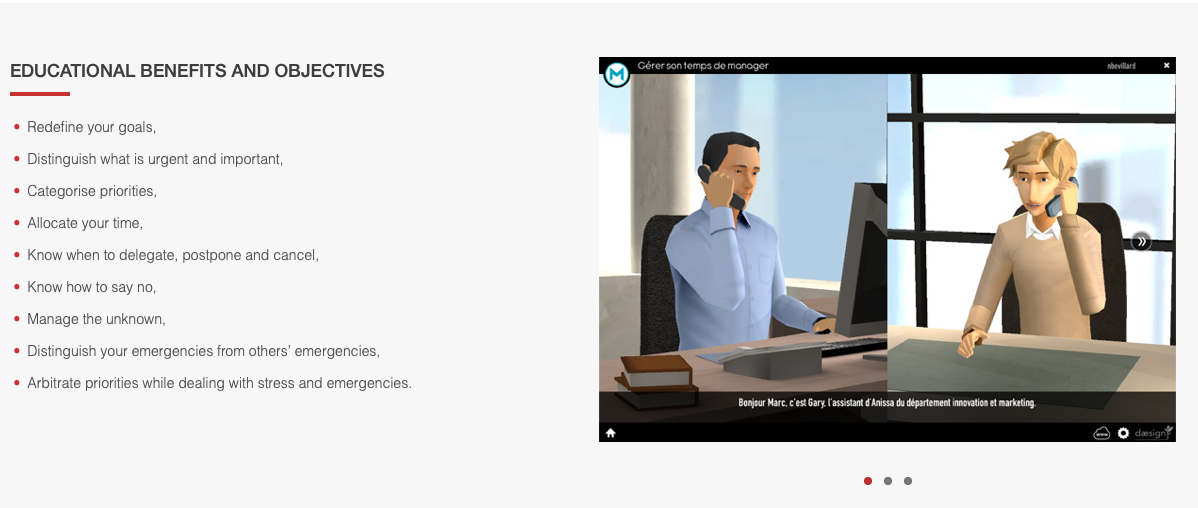 EDUCATIONAL BENEFITS AND OBJECTIVES
Redefine your goals,
Distinguish what is urgent and important,
Categorise priorities,
Allocate your time,
Know when to delegate, postpone and cancel,
Know how to say no,
Manage the unknown,
Distinguish your emergencies from others’ emergencies,
Arbitrate priorities while dealing with stress and emergencies.
M
Gérer son temps de manager
nbevillard
Bonjour Marc, c'est Gary, l'assistant d'Anissa du département innovation et marketing.
www
dæsign